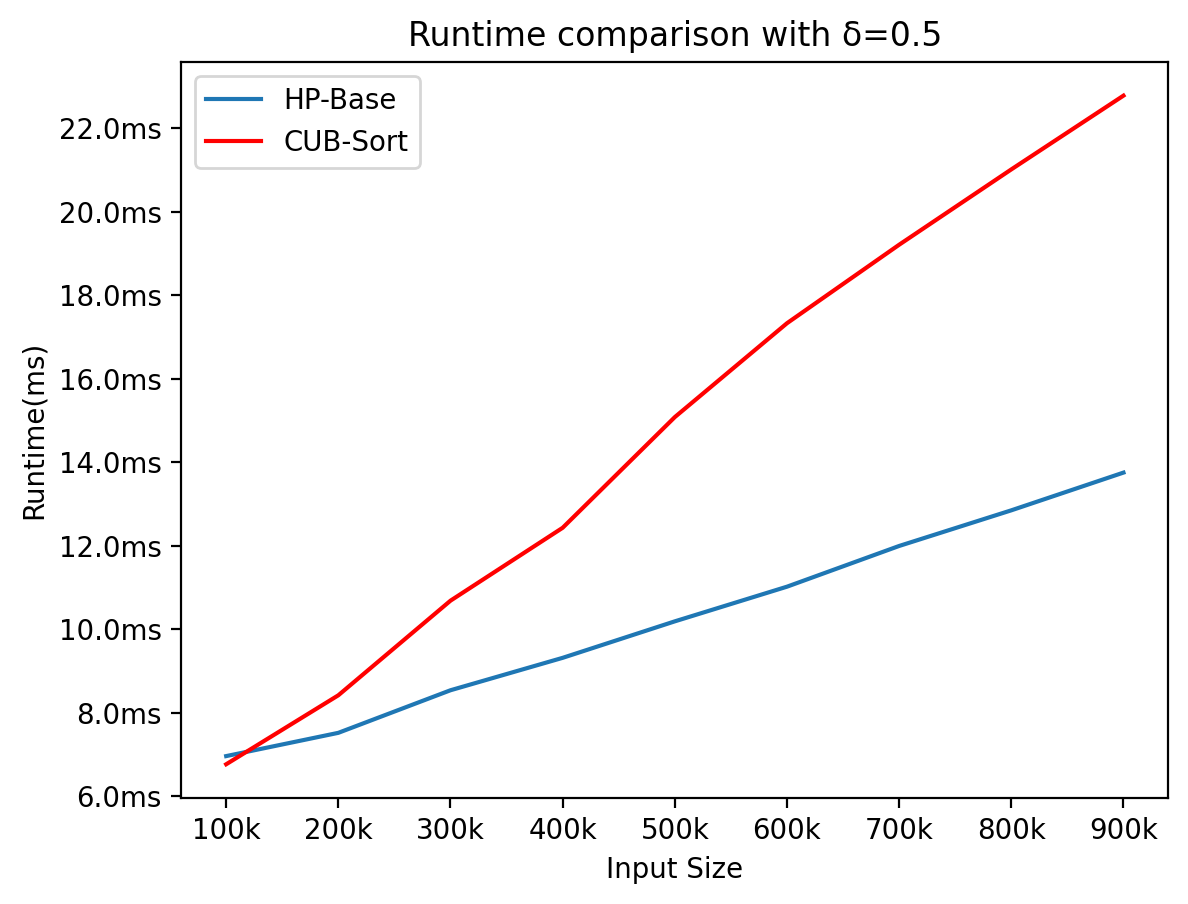 Runtime comparison with δ=0.5
HP-Base
CUB-Sort
22.0ms
20.0ms
18.0ms
16.0ms
14.0ms
12.0ms
10.0ms
8.0ms
6.0ms
Runtime(ms)
100k 200k 300k 400k 500k 600k 700k 800k 900k
Input Size